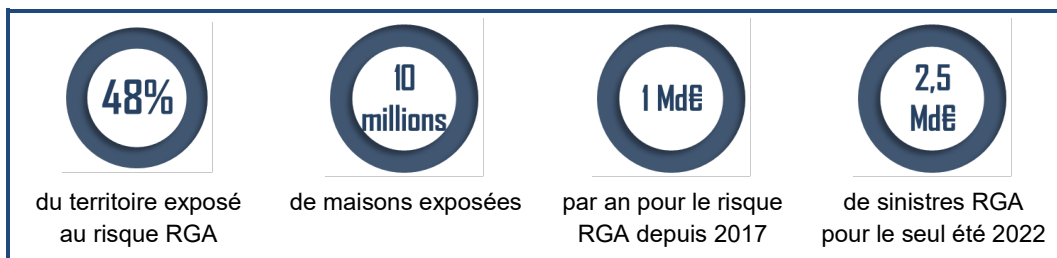 48%
du territoire exposé
au risque RGA
10
millions
de maisons exposées
1 Md€
par an pour le risque
RGA depuis 2017
2,5
Md€
de sinistres RGA
pour le seul été 2022